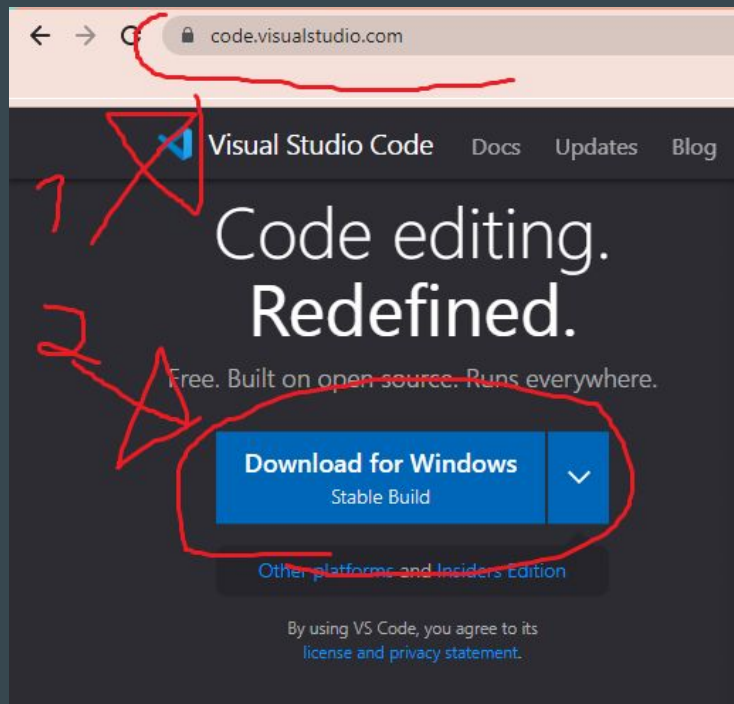 code.visualstudio.com
Visual Studio Code Docs Updates Blog
1
Code editing.
Redefined.
2
Free. Built on open source. Runs everywhere.
Download for Windows
Stable Build
Other platforms and Insiders Edition
By using VS Code, you agree to its
license and privacy statement.